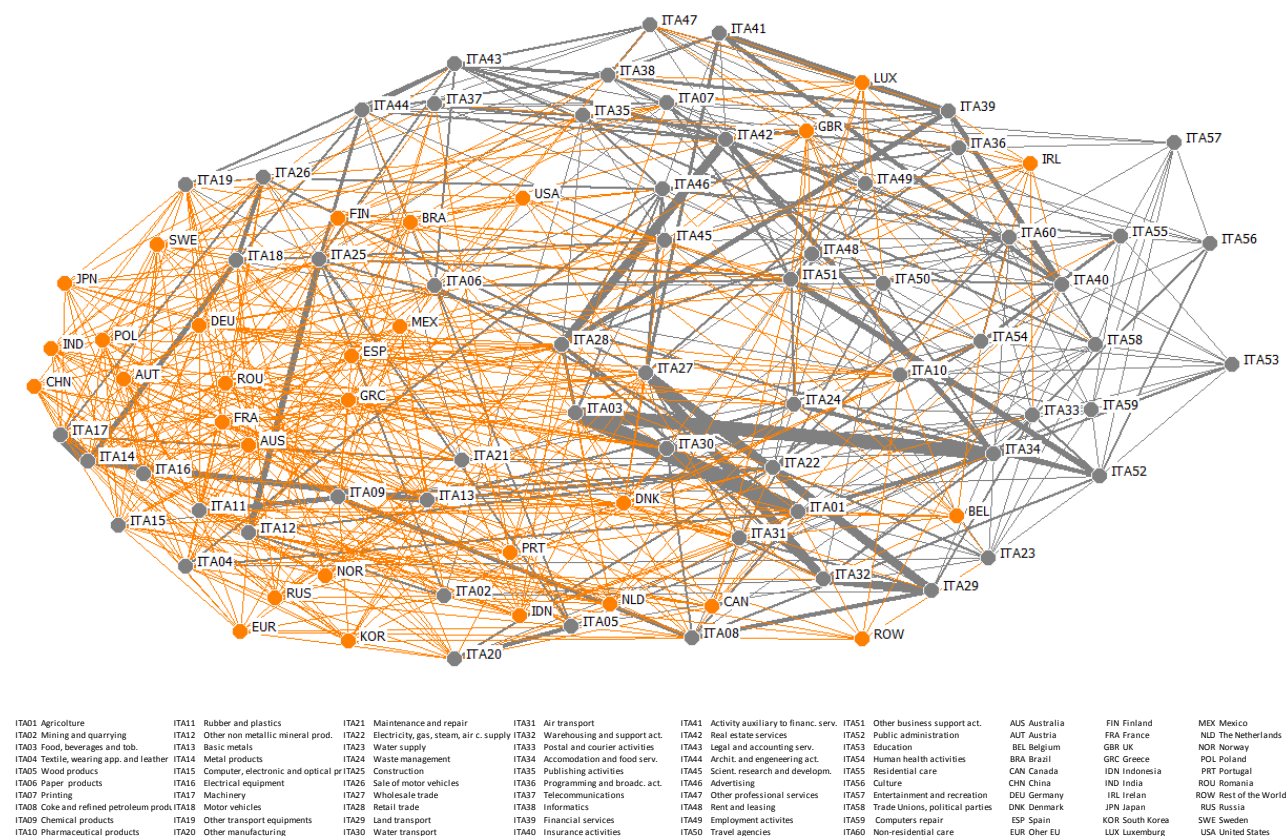 ITA47
ITA41
ITA43
ITA38
LUX
ITA44
ITA37
ITA35
ITA07
ITA39
GBR
ITA42
ITA57
ITA36
IRL
ITA19
ITA26
ITA46
ITA49
USA
FIN
BRA
SWE
ITA45
ITA60
ITA55
ITA56
ITA18
ITA25
ITA48
JPN
ITA06
ITA51
ITA50
ITA40
DEU
MEX
POL
IND
ESP
ITA28
ITA54
ITA58
CHN
AUT
ROU
ITA27
ITA10
ITA53
GRC
ITA03
ITA24
ITA33
ITA59
FRA
ITA17
AUS
ITA30
ITA34
ITA14
ITA21
ITA22
ITA16
ITA52
ITA09
ITA13
DNK
ITA11
ITA01
BEL
ITA15
ITA12
ITA31
PRT
ITA23
ITA04
NOR
ITA32
ITA29
RUS
ITA02
IDN
NLD
CAN
EUR
KOR
ITA05
ITA08
ROW
ITA20
ITA01 Agriculture
ITA02 Mining and quarrying
ITA03 Food, beverages and tob.
ITA04 Textile, wearing app. and leather
ITA05 Wood products
ITA06 Paper products
ITA07 Printing
ITA08 Coke and refined petroleum produ
ITA09 Chemical products
ITA10 Pharmaceutical products
ITA11 Rubber and plastics
ITA12 Other non metallic mineral prod.
ITA13 Basic metals
ITA14 Metal products
ITA15 Computer, electronic and optical pr
ITA16 Electrical equipment
ITA17 Machinery
ITA18 Motor vehicles
ITA19 Other transport equipments
ITA20 Other manufacturing
ITA21 Maintenance and repair
ITA22 Electricity, gas, steam, air c. supply
ITA23 Water supply
ITA24 Waste management
ITA25 Construction
ITA26 Sale of motor vehicles
ITA27 Wholesale trade
ITA28 Retail trade
ITA29 Land transport
ITA30 Water transport
ITA31 Air transport
ITA32 Warehousing and support act.
ITA33 Postal and courier activities
ITA34 Accomodation and food serv.
ITA35 Publishing activities
ITA36 Programming and broadc. act.
ITA37 Telecommunications
ITA38 Informatics
ITA39 Financial services
ITA40 Insurance activities
ITA41 Activity auxiliary to financ. serv.
ITA42 Real estate services
ITA43 Legal and accounting serv.
ITA44 Archit. and engeneering act.
ITA45 Scient. research and developm.
ITA46 Advertising
ITA47 Other professional services
ITA48 Rent and leasing
ITA49 Employment activites
ITA50 Travel agencies
ITA51 Other business support act.
ITA52 Public administration
ITA53 Education
ITA54 Human health activities
ITA55 Residential care
ITA56 Culture
ITA57 Entertainment and recreation
ITA58 Trade Unions, political parties
ITA59 Computers repair
ITA60 Non-residential care
AUS Australia
AUT Austria
BEL Belgium
BRA Brazil
CAN Canada
CHN China
DEU Germany
DNK Denmark
ESP Spain
EUR Oher EU
FIN Finland
FRA France
GBR UK
GRC Greece
IDN Indonesia
IND India
IRL Irelan
JPN Japan
KOR South Korea
LUX Luxemburg
MEX Mexico
NLD The Netherlands
NOR Norway
POL Poland
PRT Portugal
ROU Romania
ROW Rest of the World
RUS Russia
SWE Sweden
USA United States